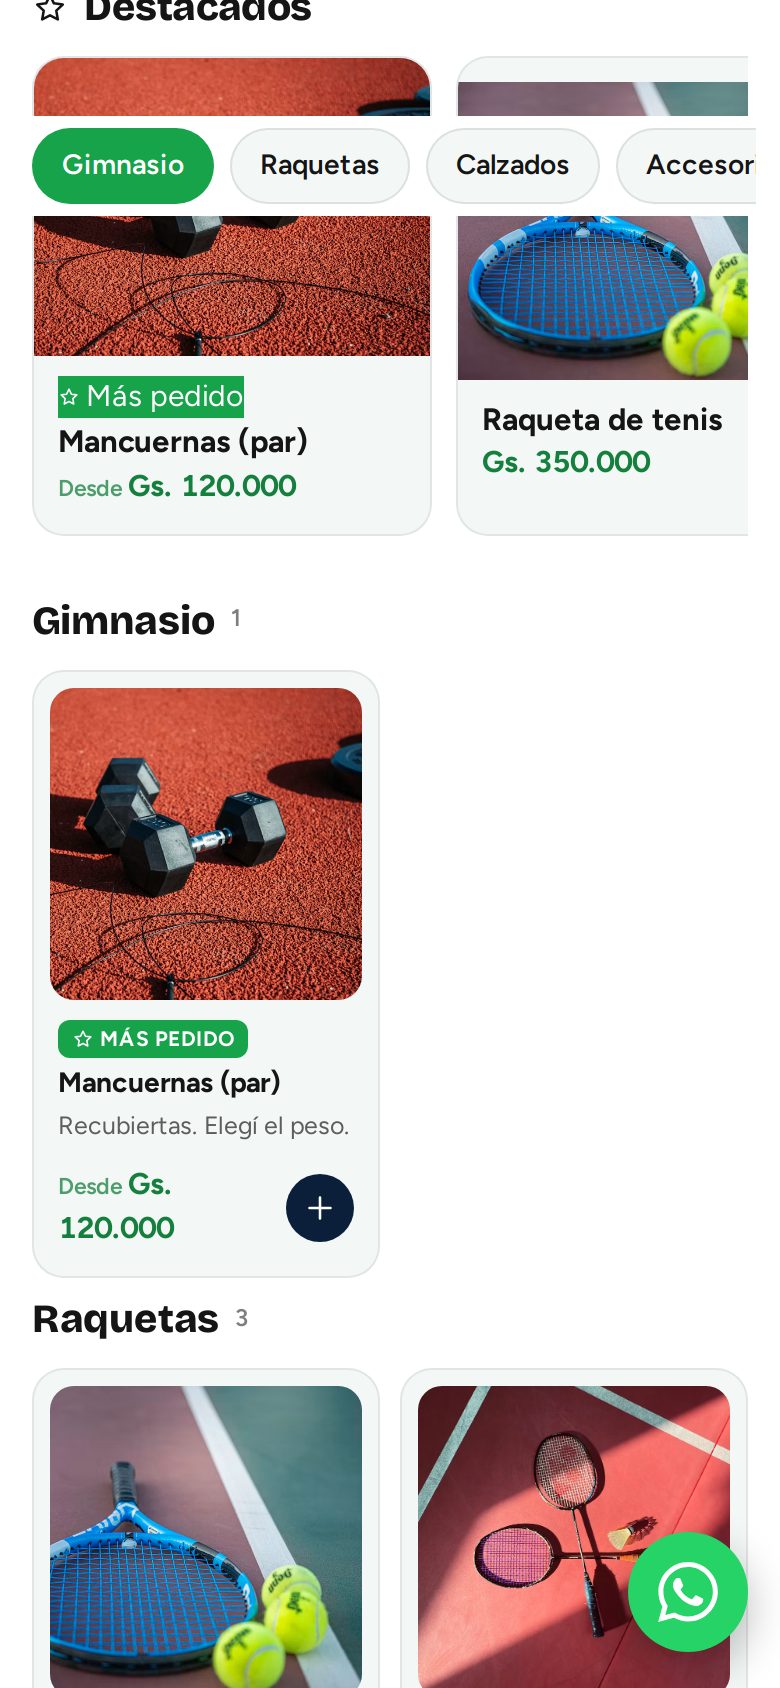 Destacados
Gimnasio
Raquetas
Calzados
Accesor
Más pedido
Mancuernas (par)
Desde Gs. 120.000
Raqueta de tenis
Gs. 350.000
Gimnasio 1
MÁS PEDIDO
Mancuernas (par)
Recubiertas. Elegí el peso.
Desde Gs.
120.000
Raquetas 3